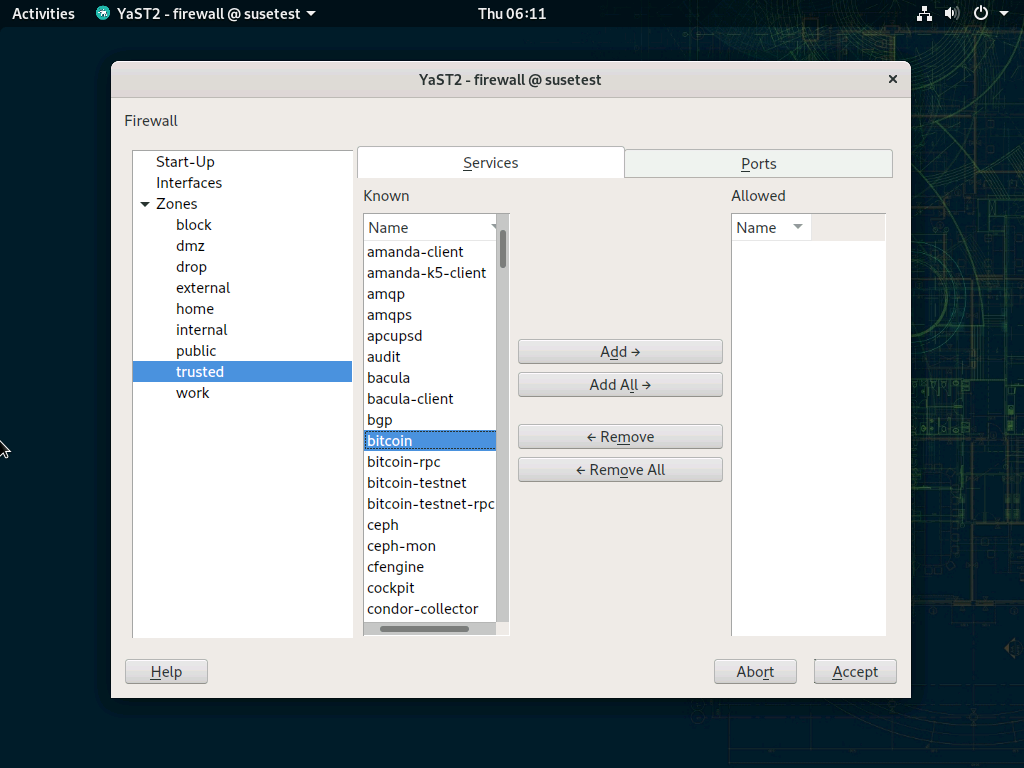 Activities YaST2 - firewall @ susetest Thu 06:11
YaST2 - firewall @ susetest
Firewall
Start-Up
Interfaces
Zones
block
dmz
drop
external
home
internal
public
trusted
work
Services
Ports
Known
Name
amanda-client
amanda-k5-client
amqp
amqps
apcupsd
audit
bacula
bacula-client
bgp
bitcoin
bitcoin-rpc
bitcoin-testnet
bitcoin-testnet-rpc
ceph
ceph-mon
cfengine
cockpit
condor-collector
Add →
Add All →
← Remove
← Remove All
Allowed
Name
Help
Abort
Accept